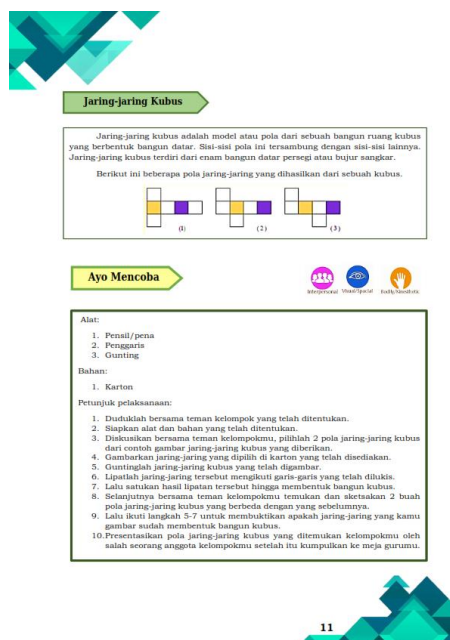 Jaring-jaring Kubus
Jaring-jaring kubus adalah model atau pola dari sebuah bangun ruang kubus
yang berbentuk bangun datar. Sisi-sisi pola ini tersambung dengan sisi-sisi lainnya.
Jaring-jaring kubus terdiri dari enam bangun datar persegi atau bujur sangkar.
Berikut ini beberapa pola jaring-jaring yang dihasilkan dari sebuah kubus.
(1) (2) (3)
Ayo Mencoba
Interpersonal Visual/Spacial Bodily/kinesthetic
Alat:
1. Pensil/pena
2. Penggaris
3. Gunting
Bahan:
1. Karton
Petunjuk pelaksanaan:
1. Duduklah bersama teman kelompok yang telah ditentukan.
2. Siapkan alat dan bahan yang telah ditentukan.
3. Diskusikan bersama teman kelompokmu, pilihlah 2 pola jaring-jaring kubus
dari contoh gambar jaring-jaring kubus yang diberikan.
4. Gambarkan jaring-jaring yang dipilih di karton yang telah disediakan.
5. Guntinglah jaring-jaring kubus yang telah digambar.
6. Lipatlah jaring-jaring tersebut mengikuti garis-garis yang telah dilukis.
7. Lalu satukan hasil lipatan tersebut hingga membentuk bangun kubus.
8. Selanjutnya bersama teman kelompokmu temukan dan sketsakan 2 buah
pola jaring-jaring kubus yang berbeda dengan yang sebelumnya.
9. Lalu ikuti langkah 5-7 untuk membuktikan apakah jaring-jaring yang kamu
gambar sudah membentuk bangun kubus.
10.Presentasikan pola jaring-jaring kubus yang ditemukan kelompokmu oleh
salah seorang anggota kelompokmu setelah itu kumpulkan ke meja gurumu.
11